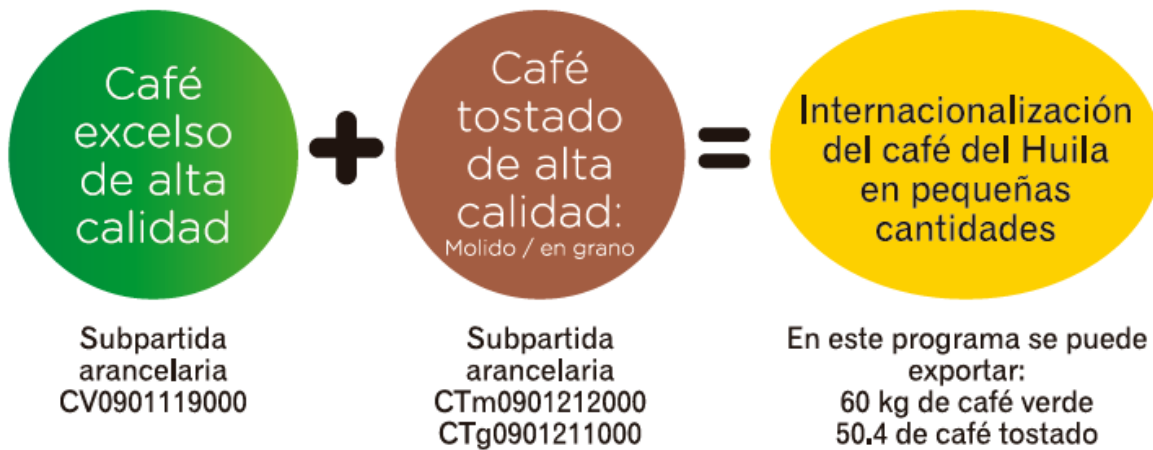 Café
excelso
de alta
calidad
+
Café
tostado
de alta
calidad:
Molido / en grano
=
Internacionalización
del café del Huila
en pequeñas
cantidades
Subpartida
arancelaria
CV0901119000
Subpartida
arancelaria
CTm0901212000
CTg0901211000
En este programa se puede
exportar:
60 kg de café verde
50.4 de café tostado